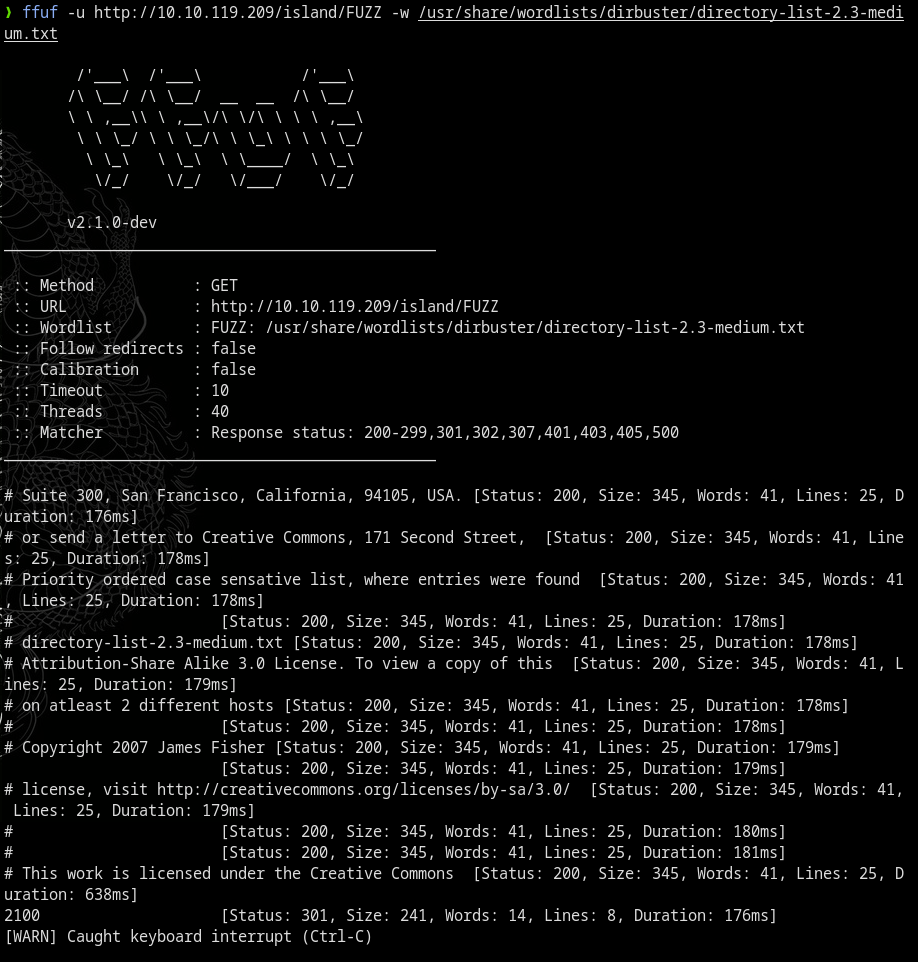 ❯ ffuf -u http://10.10.119.209/island/FUZZ -w /usr/share/wordlists/dirbuster/directory-list-2.3-medi
um.txt

        /'___\  /'___\           /'___\
       /\ \__/ /\ \__/  __  __  /\ \__/
       \ \ ,__\\ \ ,__\/\ \/\ \ \ \ ,__\
        \ \ \_/ \ \ \_/\ \ \_\ \ \ \ \_/
         \ \_\   \ \_\  \ \____/  \ \_\
          \/_/    \/_/   \/___/    \/_/

       v2.1.0-dev
________________________________________________

 :: Method           : GET
 :: URL              : http://10.10.119.209/island/FUZZ
 :: Wordlist         : FUZZ: /usr/share/wordlists/dirbuster/directory-list-2.3-medium.txt
 :: Follow redirects : false
 :: Calibration      : false
 :: Timeout          : 10
 :: Threads          : 40
 :: Matcher          : Response status: 200-299,301,302,307,401,403,405,500
________________________________________________

# Suite 300, San Francisco, California, 94105, USA. [Status: 200, Size: 345, Words: 41, Lines: 25, D
uration: 176ms]
# or send a letter to Creative Commons, 171 Second Street,  [Status: 200, Size: 345, Words: 41, Line
s: 25, Duration: 178ms]
# Priority ordered case sensative list, where entries were found  [Status: 200, Size: 345, Words: 41
, Lines: 25, Duration: 178ms]
#                       [Status: 200, Size: 345, Words: 41, Lines: 25, Duration: 178ms]
# directory-list-2.3-medium.txt [Status: 200, Size: 345, Words: 41, Lines: 25, Duration: 178ms]
# Attribution-Share Alike 3.0 License. To view a copy of this  [Status: 200, Size: 345, Words: 41, L
ines: 25, Duration: 179ms]
# on atleast 2 different hosts [Status: 200, Size: 345, Words: 41, Lines: 25, Duration: 178ms]
#                       [Status: 200, Size: 345, Words: 41, Lines: 25, Duration: 178ms]
# Copyright 2007 James Fisher [Status: 200, Size: 345, Words: 41, Lines: 25, Duration: 179ms]
                        [Status: 200, Size: 345, Words: 41, Lines: 25, Duration: 179ms]
# license, visit http://creativecommons.org/licenses/by-sa/3.0/  [Status: 200, Size: 345, Words: 41,
 Lines: 25, Duration: 179ms]
#                       [Status: 200, Size: 345, Words: 41, Lines: 25, Duration: 180ms]
#                       [Status: 200, Size: 345, Words: 41, Lines: 25, Duration: 181ms]
# This work is licensed under the Creative Commons  [Status: 200, Size: 345, Words: 41, Lines: 25, D
uration: 638ms]
2100                    [Status: 301, Size: 241, Words: 14, Lines: 8, Duration: 176ms]
[WARN] Caught keyboard interrupt (Ctrl-C)